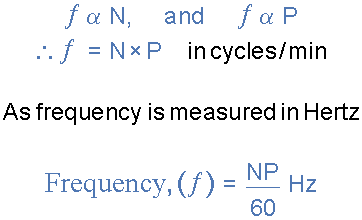 f α N, and f α P
∴ f = N × P in cycles/min
As frequency is measured in Hertz
Frequency, (f) = NP/60 Hz